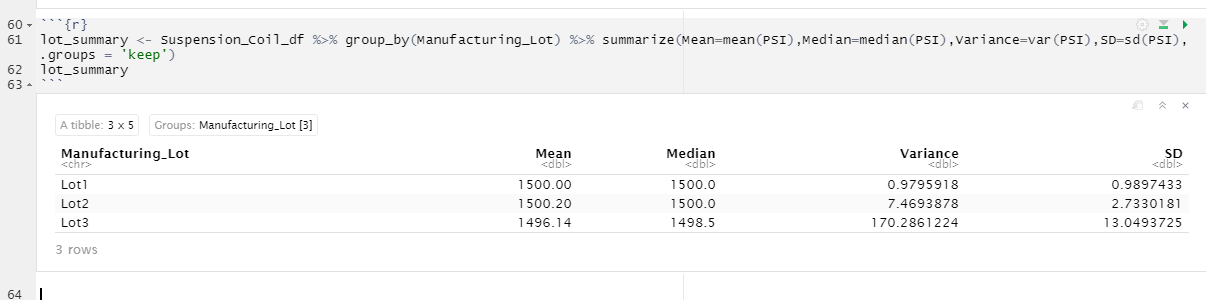 60 ```{r}
61 lot_summary <- Suspension_Coil_df %>% group_by(Manufacturing_Lot) %>% summarize(Mean=mean(PSI),Median=median(PSI),Variance=var(PSI),SD=sd(PSI),
.groups = 'keep')
62 lot_summary
63 ```
A tibble: 3 x 5 Groups: Manufacturing_Lot [3]
Manufacturing_Lot Mean Median Variance SD
<chr> <dbl> <dbl> <dbl> <dbl>
Lot1 1500.00 1500.0 0.9795918 0.9897433
Lot2 1500.20 1500.0 7.4693878 2.7330181
Lot3 1496.14 1498.5 170.2861224 13.0493725
3 rows
64